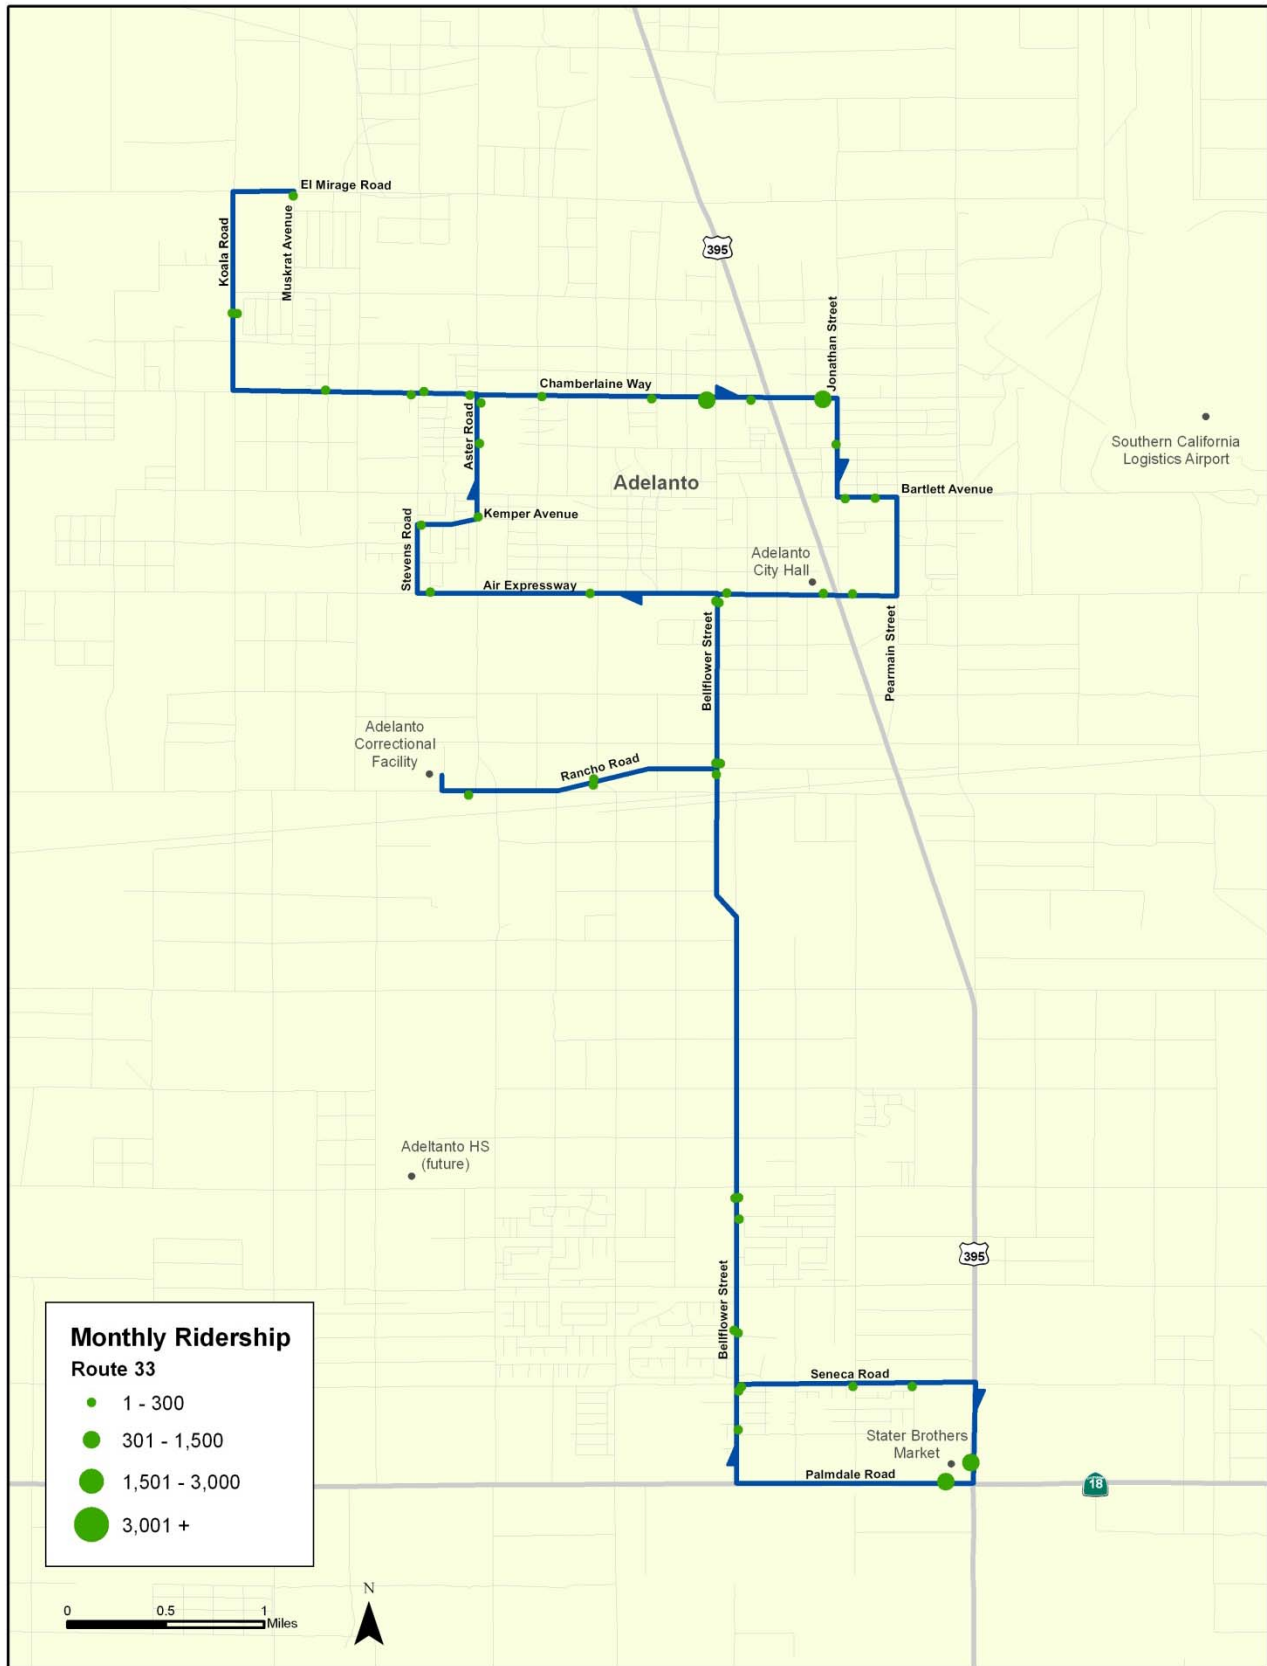 El Mirage Road
Koala Road
Muskrat Avenue
395
Jonathan Street
Chamberlaine Way
Aster Road
Southern California
Logistics Airport
Adelanto
Bartlett Avenue
Kemper Avenue
Stevens Road
Adelanto
City Hall
Air Expressway
Bellflower Street
Pearmain Street
Adelanto
Correctional
Facility
Rancho Road
Adeltanto HS
(future)
395
Bellflower Street
Seneca Road
Stater Brothers
Market
Palmdale Road
18
Monthly Ridership
Route 33
1 - 300
301 - 1,500
1,501 - 3,000
3,001 +
N
0 0.5 1
Miles